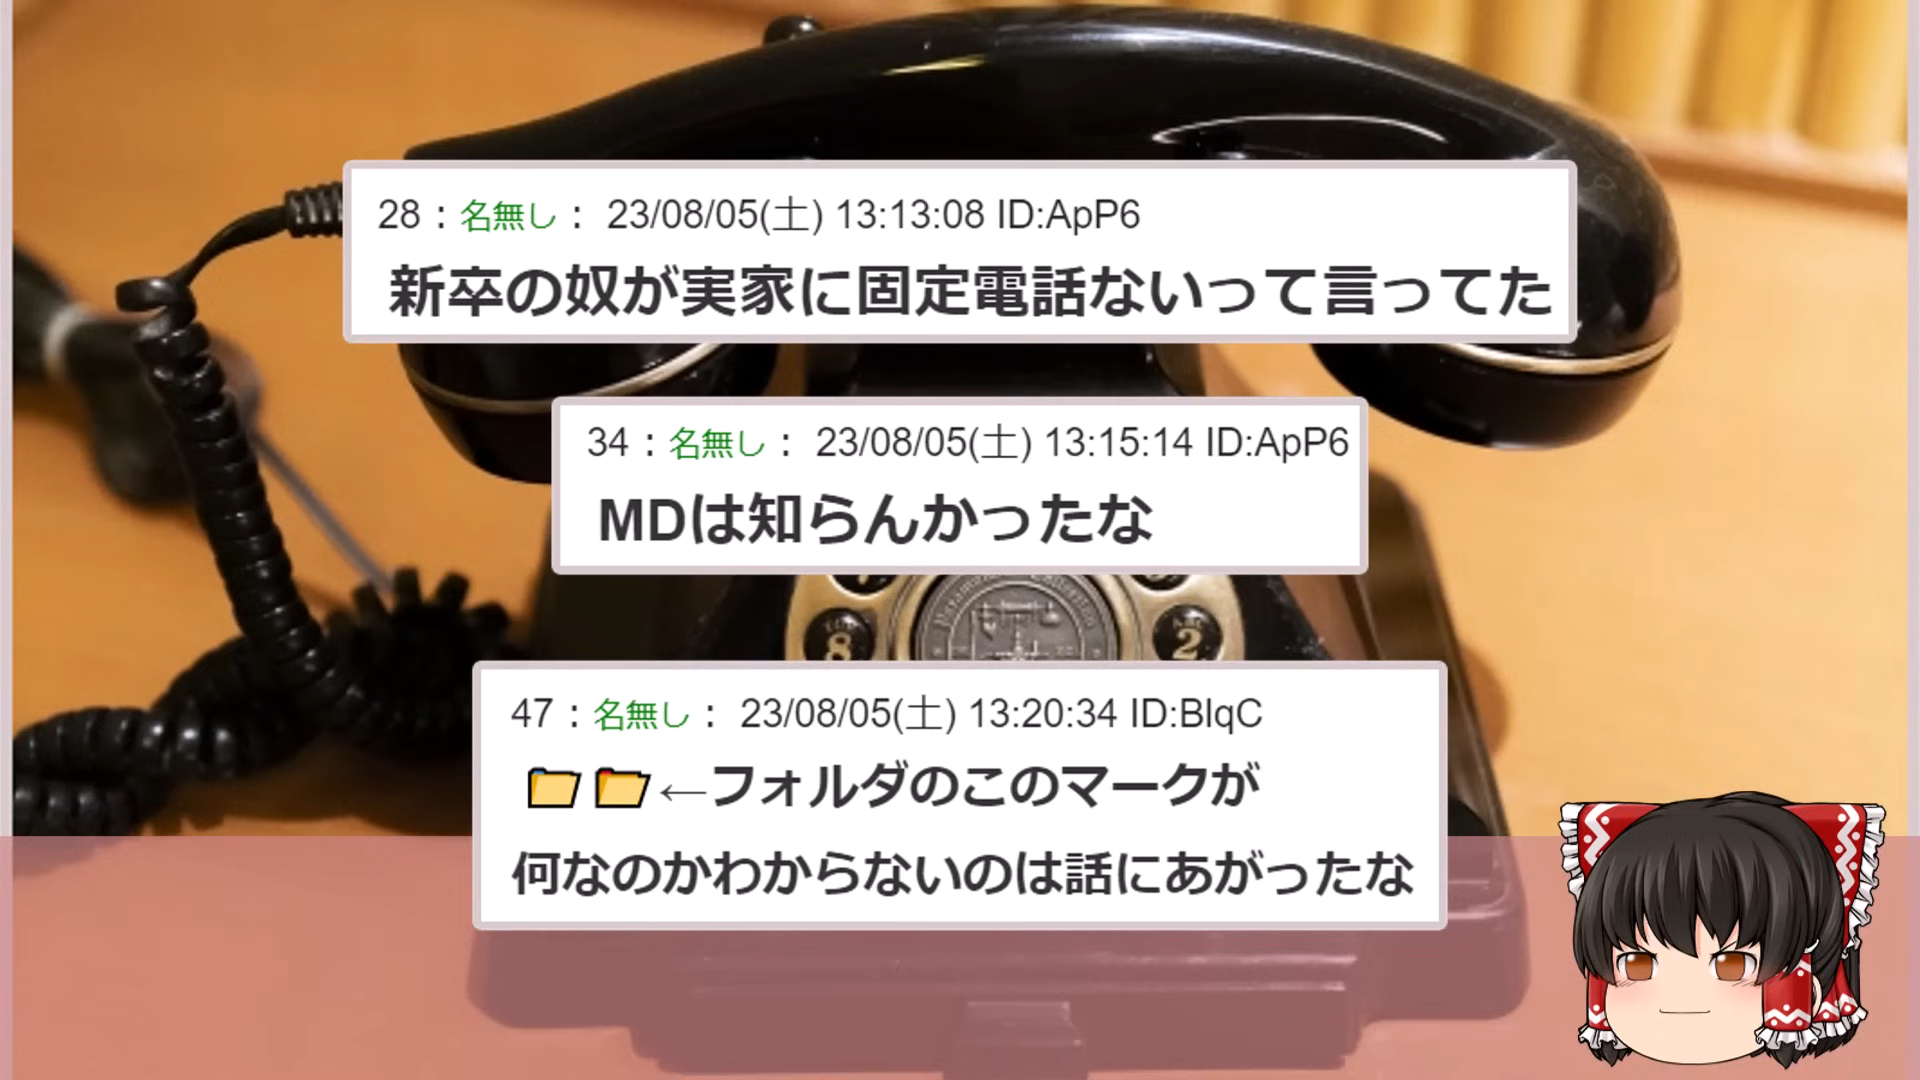 28：名無し： 23/08/05(土) 13:13:08 ID:ApP6
新卒の奴が実家に固定電話ないって言ってた
34：名無し： 23/08/05(土) 13:15:14 ID:ApP6
MDは知らんかったな
8
2
47：名無し： 23/08/05(土) 13:20:34 ID:BIqC
📁📂←フォルダのこのマークが
何なのかわからないのは話にあがったな